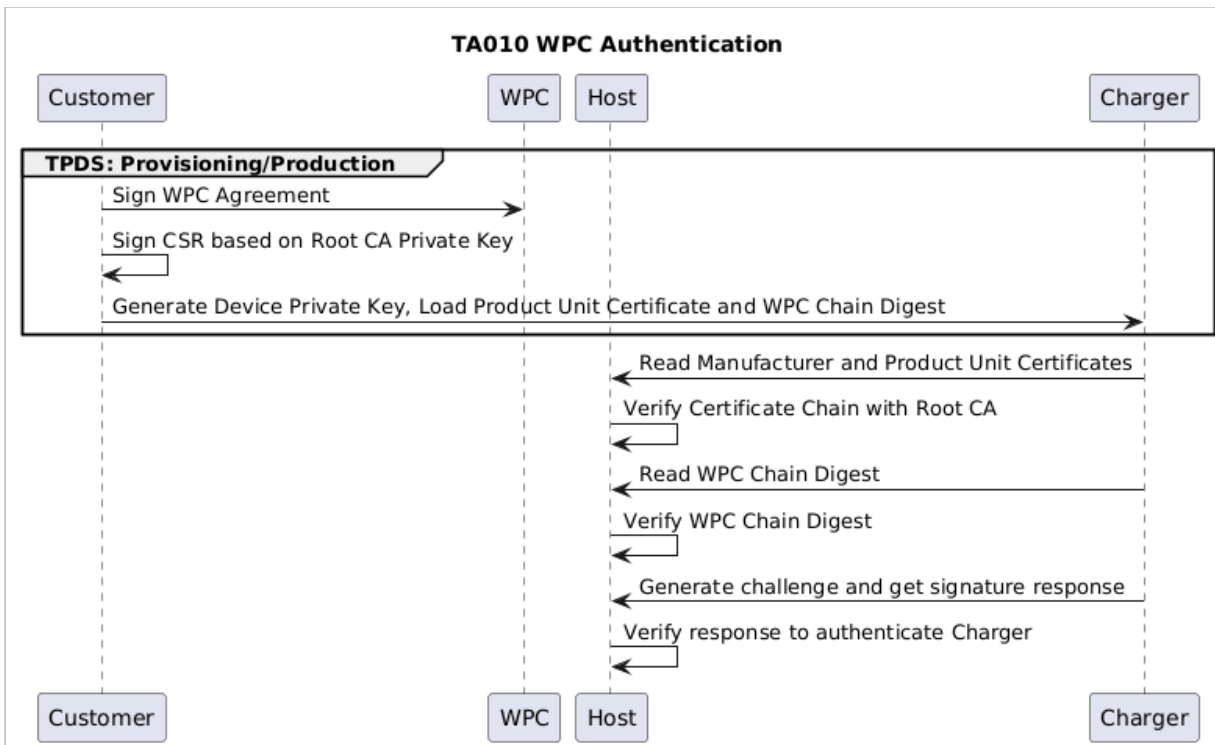 TA010 WPC Authentication
Customer WPC Host Charger
TPDS: Provisioning/Production
Sign WPC Agreement
Sign CSR based on Root CA Private Key
Generate Device Private Key, Load Product Unit Certificate and WPC Chain Digest
Read Manufacturer and Product Unit Certificates
Verify Certificate Chain with Root CA
Read WPC Chain Digest
Verify WPC Chain Digest
Generate challenge and get signature response
Verify response to authenticate Charger
Customer WPC Host Charger